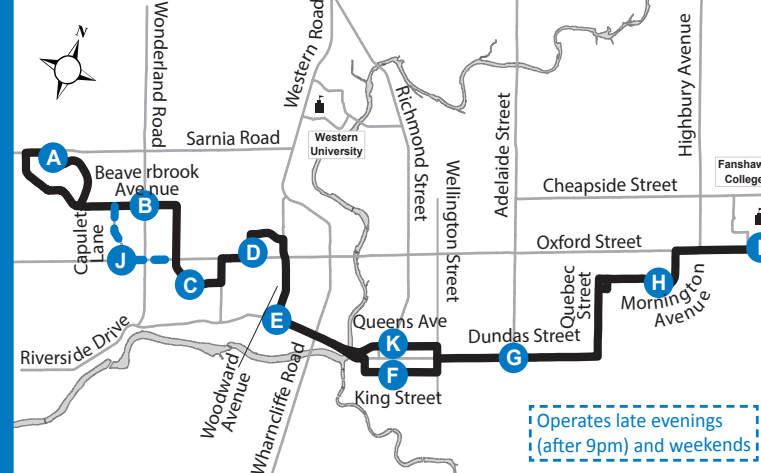 N
Wonderland Road
Western Road
Highbury Avenue
Richmond Street
Adelaide Street
Sarnia Road
Western
University
Fanshaw
College
A
Beaver brook
Avenue
Wellington Street
Cheapside Street
B
Capulet
Lane
Oxford Street
J
D
C
Quebec
Street
H
Mornington
Avenue
E
Queens Ave
Riverside Drive
K
Dundas Street
G
Woodward
Avenue
Wharncliffe Road
F
King Street
Operates late evenings
(after 9pm) and weekends